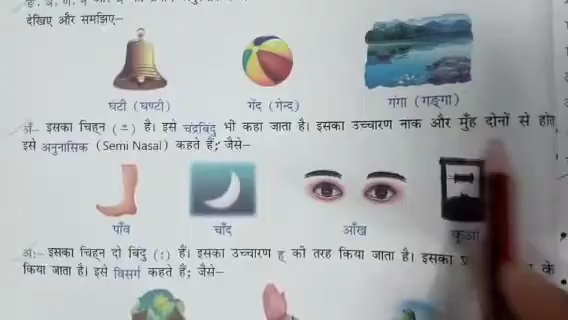 देखिए और समझिए–
घंटी (घण्टी) गेंद (गेन्द) गंगा (गङ्गा)
अँ– इसका चिह्न (ँ) है। इसे चंद्रबिंदु भी कहा जाता है। इसका उच्चारण नाक और मुँह दोनों से
इसे अनुनासिक (Semi Nasal) कहते हैं; जैसे–
पाँव चाँद आँख कुआँ
अः– इसका चिह्न दो बिंदु (:) हैं। इसका उच्चारण ह् की तरह किया जाता है। इसका के
किया जाता है। इसे विसर्ग कहते हैं; जैसे–